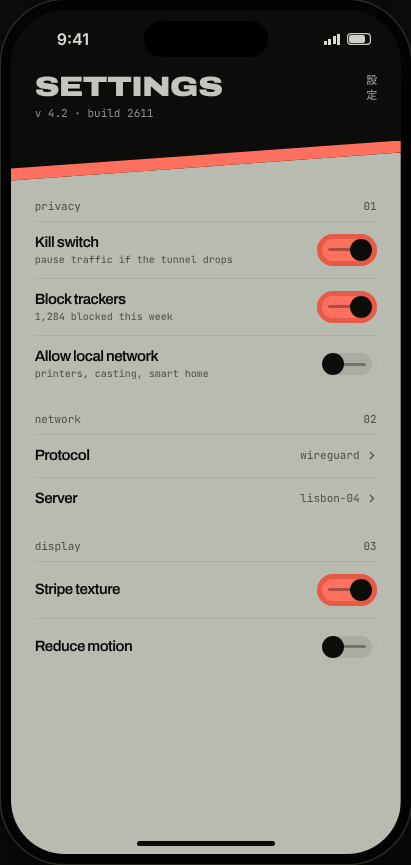 9:41
SETTINGS
設定
v 4.2 · build 2611
privacy 01
Kill switch
pause traffic if the tunnel drops
Block trackers
1,284 blocked this week
Allow local network
printers, casting, smart home
network 02
Protocol wireguard
Server lisbon-04
display 03
Stripe texture
Reduce motion